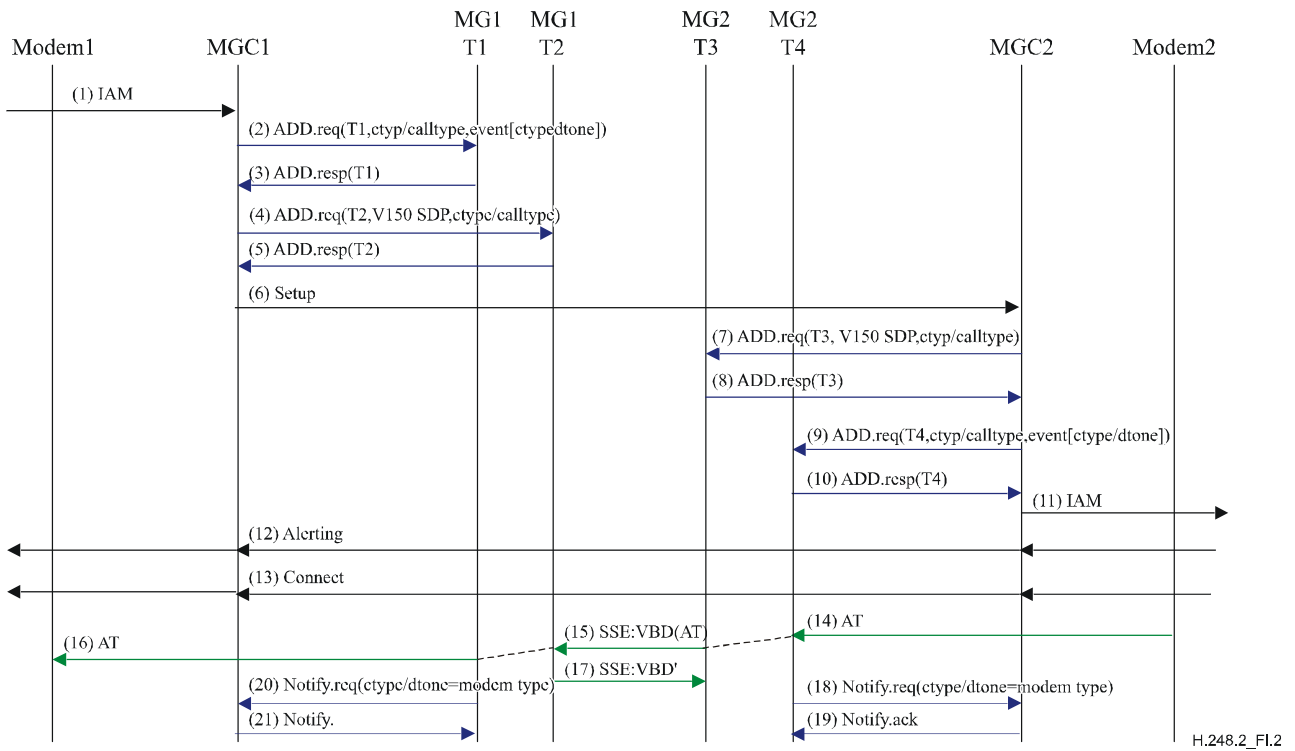 MG1 MG1 MG2 MG2
Modem1 MGC1 T1 T2 T3 T4 MGC2 Modem2
(1) IAM
(2) ADD.req(T1,ctyp/calltype,event[ctypedtone])
(3) ADD.resp(T1)
(4) ADD.req(T2,V150 SDP,ctype/calltype)
(5) ADD.resp(T2)
(6) Setup
(7) ADD.req(T3, V150 SDP,ctyp/calltype)
(8) ADD.resp(T3)
(9) ADD.req(T4,ctyp/calltype,event[ctype/dtone])
(10) ADD.resp(T4)
(11) IAM
(12) Alerting
(13) Connect
(14) AT
(15) SSE:VBD(AT)
(16) AT
(17) SSE:VBD'
(20) Notify.req(ctype/dtone=modem type) (18) Notify.req(ctype/dtone=modem type)
(21) Notify. (19) Notify.ack
H.248.2_FI.2